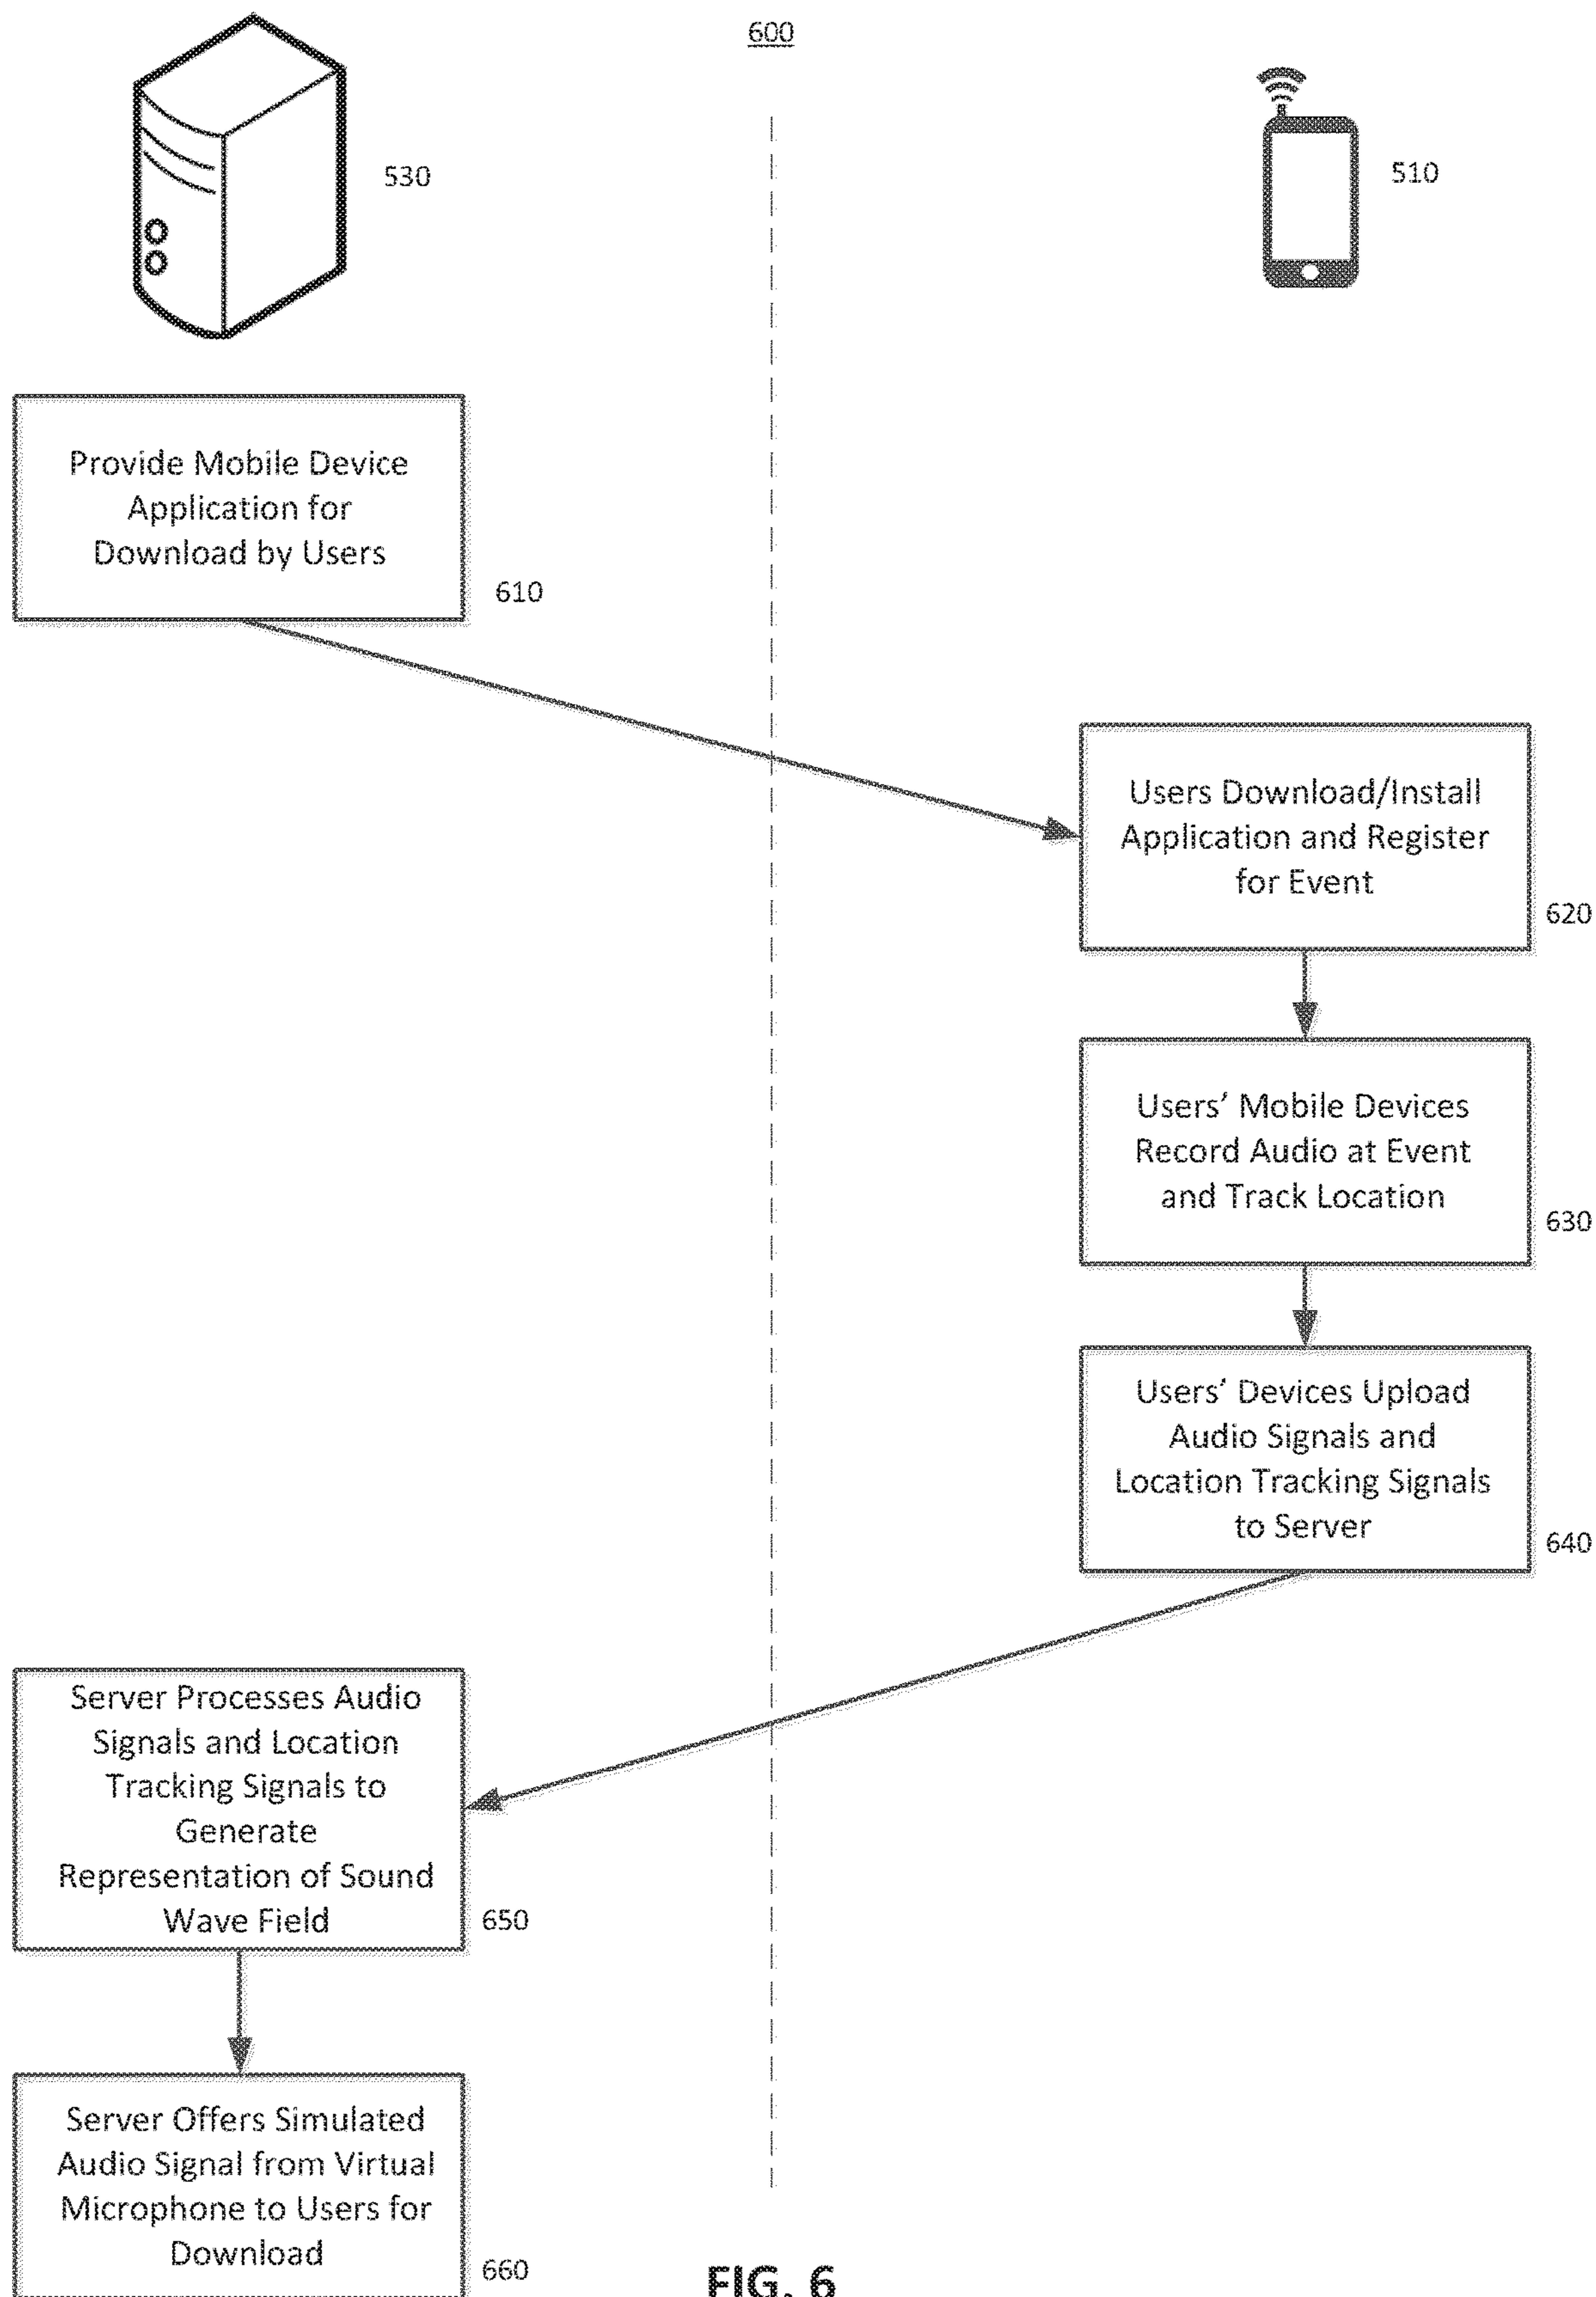 600
530
510
Provide Mobile Device
Application for
Download by Users
610
Users Download/Install
Application and Register
for Event
620
Users’ Mobile Devices
Record Audio at Event
and Track Location
630
Users’ Devices Upload
Audio Signals and
Location Tracking Signals
to Server
640
Server Processes Audio
Signals and Location
Tracking Signals to
Generate
Representation of Sound
Wave Field
650
Server Offers Simulated
Audio Signal from Virtual
Microphone to Users for
Download
660
FIG. 6